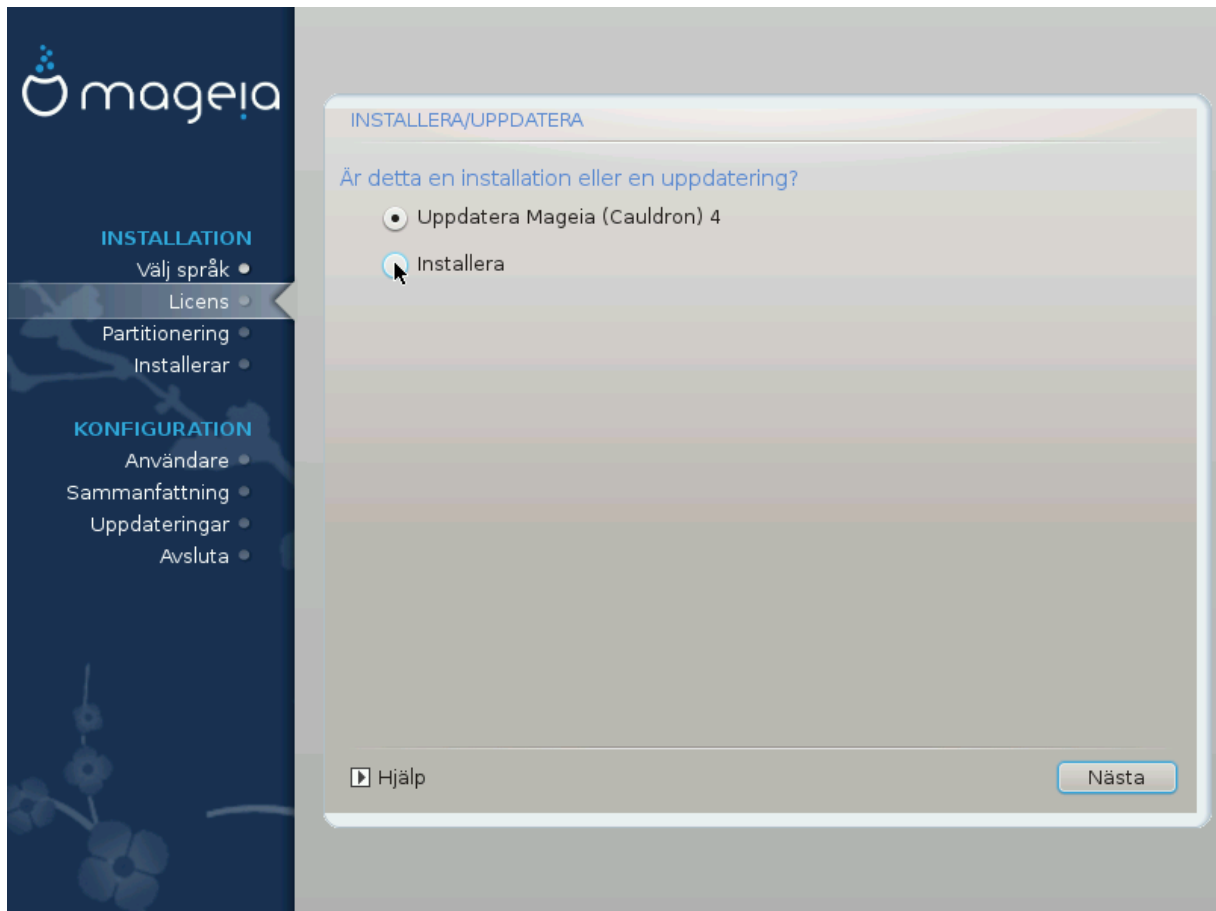 mageia
INSTALLATION
Välj språk
Licens
Partitionering
Installerar
KONFIGURATION
Användare
Sammanfattning
Uppdateringar
Avsluta
INSTALLERA/UPPDATERA
Är detta en installation eller en uppdatering?
Uppdatera Mageia (Cauldron) 4
Installera
Hjälp
Nästa